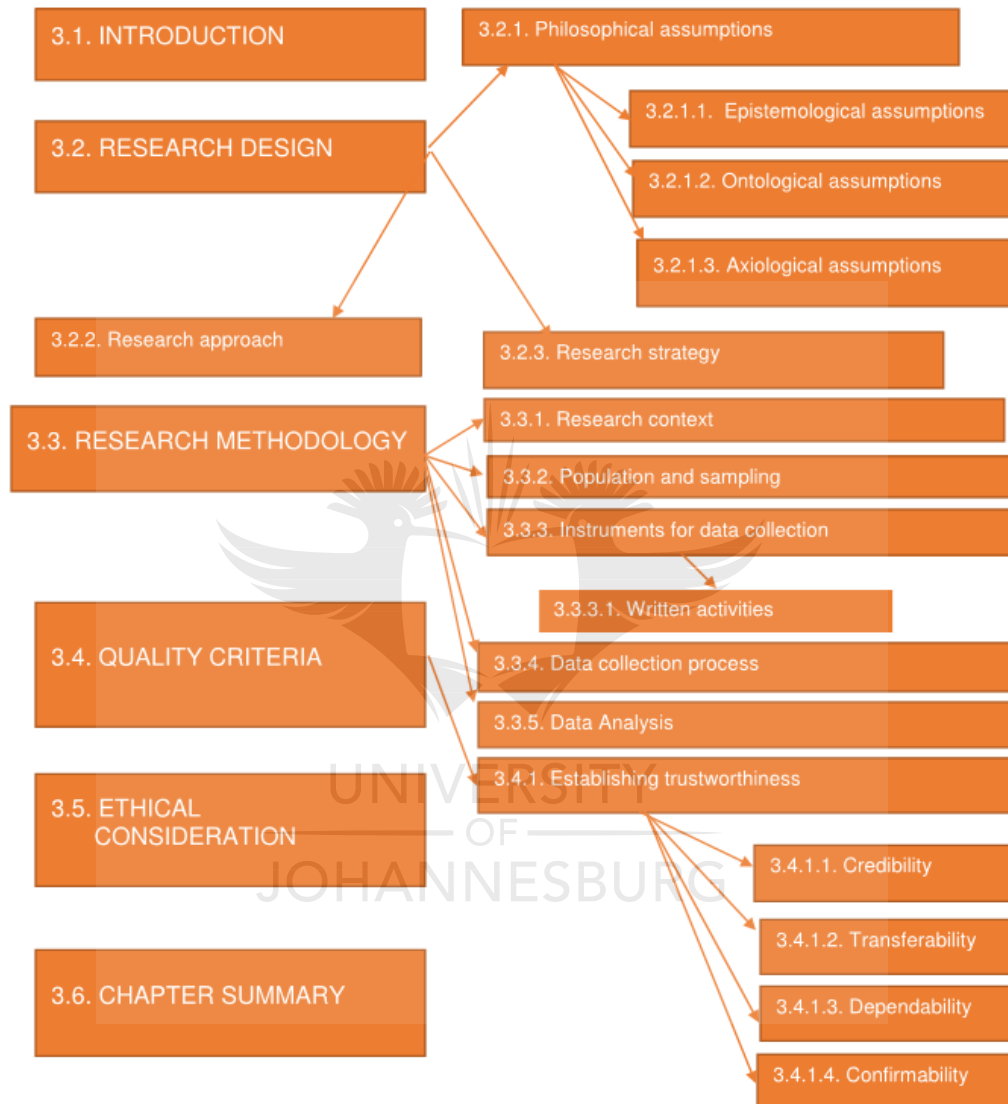 3.1. INTRODUCTION
3.2.1. Philosophical assumptions
3.2.1.1. Epistemological assumptions
3.2. RESEARCH DESIGN
3.2.1.2. Ontological assumptions
3.2.1.3. Axiological assumptions
3.2.2. Research approach
3.2.3. Research strategy
3.3. RESEARCH METHODOLOGY
3.3.1. Research context
3.3.2. Population and sampling
3.3.3. Instruments for data collection
3.3.3.1. Written activities
3.4. QUALITY CRITERIA
3.3.4. Data collection process
3.3.5. Data Analysis
3.4.1. Establishing trustworthiness
UNIVERSITY
OF
JOHANNESBURG
3.5. ETHICAL
CONSIDERATION
3.4.1.1. Credibility
3.4.1.2. Transferability
3.6. CHAPTER SUMMARY
3.4.1.3. Dependability
3.4.1.4. Confirmability